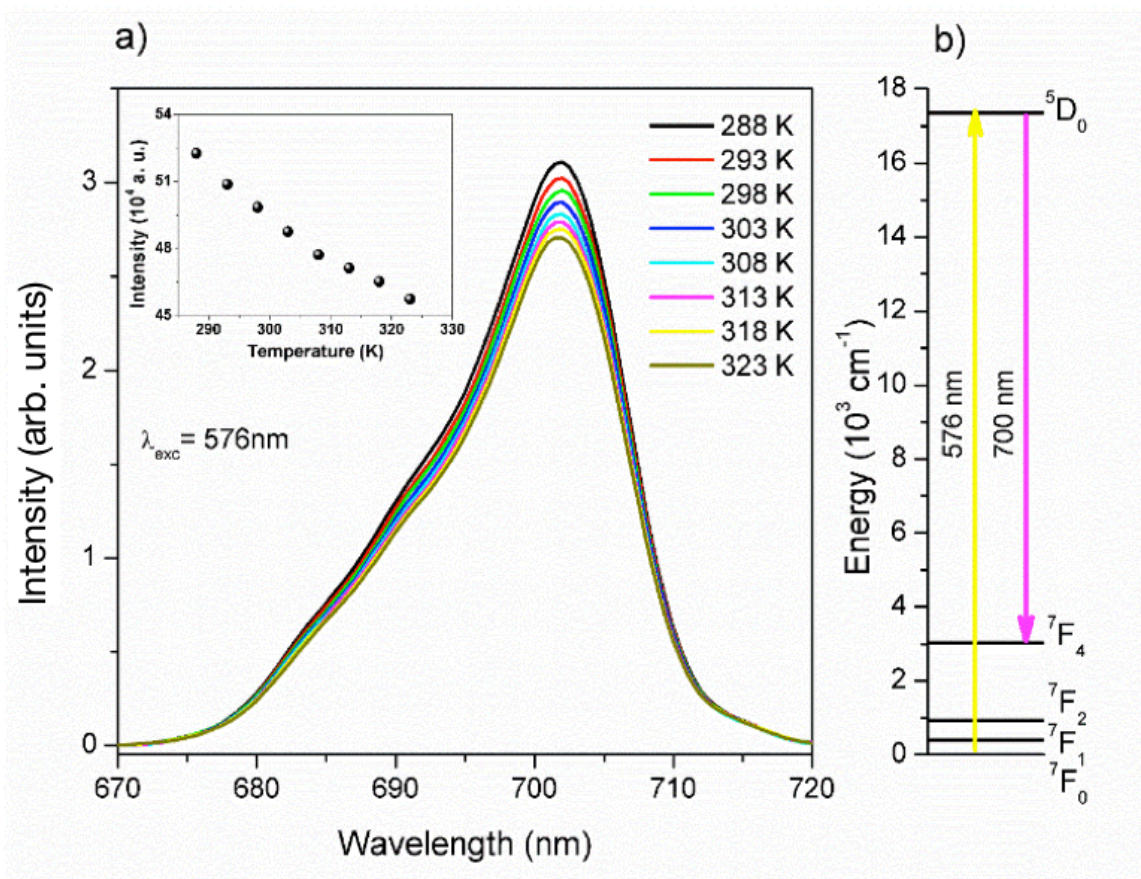 a)
b)
Intensity (arb. units)
3
2
1
0
670
680
690
700
710
720
Wavelength (nm)
Intensity (10⁴ a. u.)
54
51
48
45
290
300
310
320
330
Temperature (K)
λexc = 576nm
288 K
293 K
298 K
303 K
308 K
313 K
318 K
323 K
Energy (10³ cm⁻¹)
18
16
14
12
10
8
6
4
2
0
576 nm
700 nm
⁵D₀
⁷F₄
⁷F₂
⁷F₁
⁷F₀